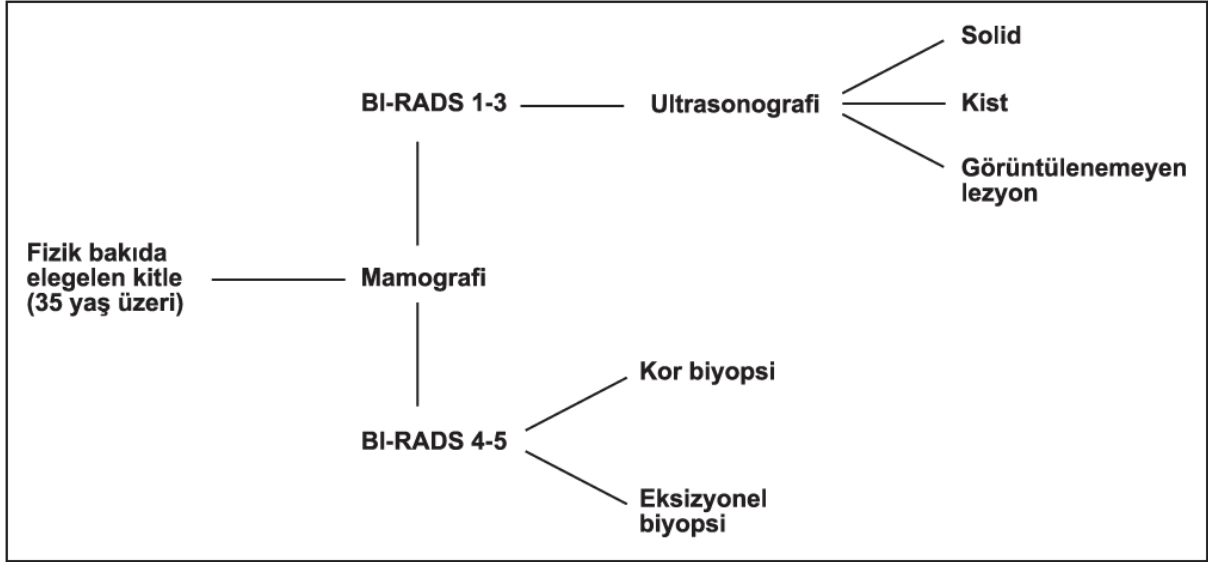 Solid
BI-RADS 1-3
Ultrasonografi
Kist
Görüntülenemeyen
lezyon
Fizik bakıda
elegelen kitle
(35 yaş üzeri)
Mamografi
Kor biyopsi
BI-RADS 4-5
Eksizyonel
biyopsi